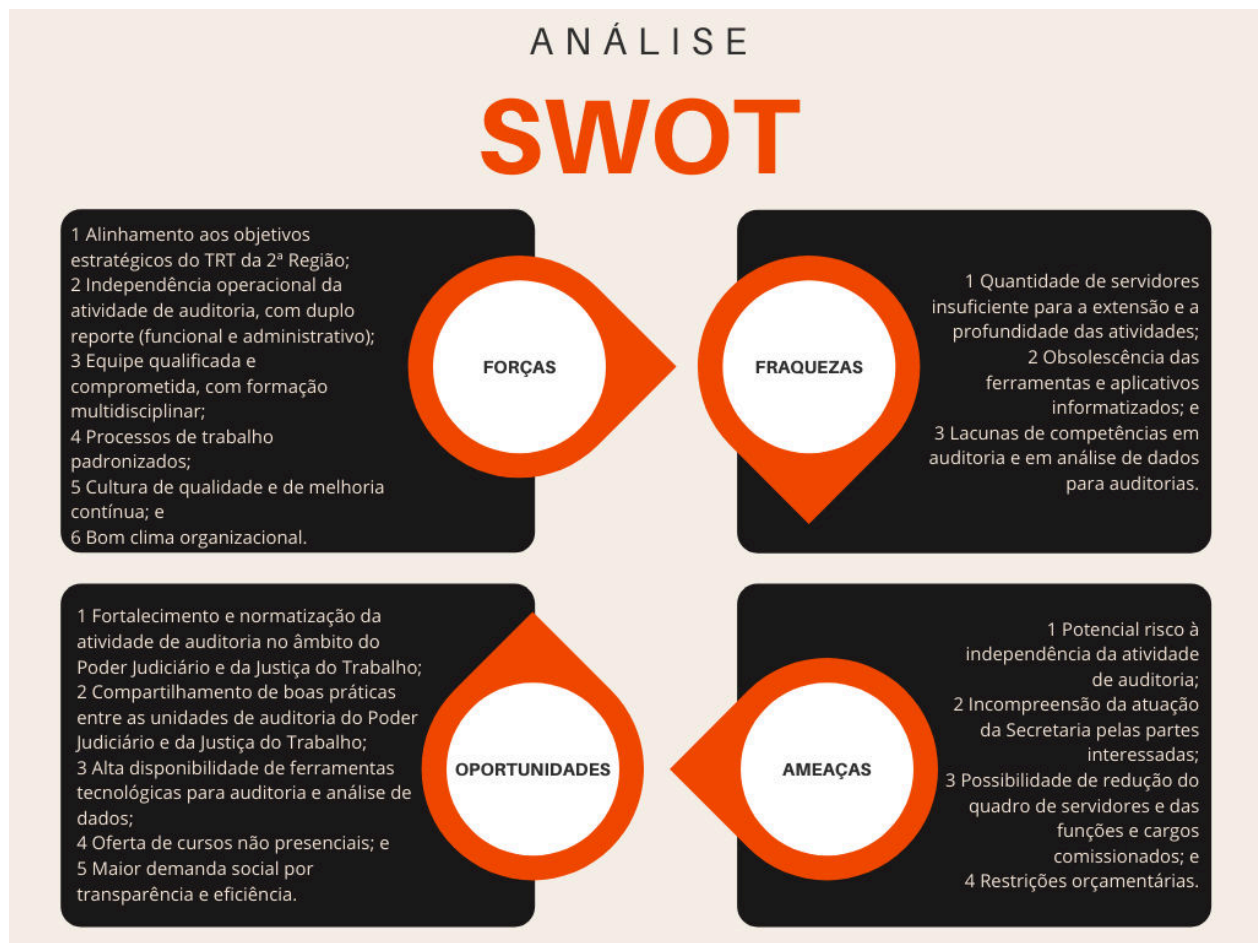 ANÁLISE
SWOT
1 Alinhamento aos objetivos
estratégicos do TRT da 2ª Região;
2 Independência operacional da
atividade de auditoria, com duplo
reporte (funcional e administrativo);
3 Equipe qualificada e
comprometida, com formação
multidisciplinar;
4 Processos de trabalho
padronizados;
5 Cultura de qualidade e de melhoria
contínua; e
6 Bom clima organizacional.
FORÇAS
FRAQUEZAS
1 Quantidade de servidores
insuficiente para a extensão e a
profundidade das atividades;
2 Obsolescência das
ferramentas e aplicativos
informatizados; e
3 Lacunas de competências em
auditoria e em análise de dados
para auditorias.
1 Fortalecimento e normatização da
atividade de auditoria no âmbito do
Poder Judiciário e da Justiça do Trabalho;
2 Compartilhamento de boas práticas
entre as unidades de auditoria do Poder
Judiciário e da Justiça do Trabalho;
3 Alta disponibilidade de ferramentas
tecnológicas para auditoria e análise de
dados;
4 Oferta de cursos não presenciais; e
5 Maior demanda social por
transparência e eficiência.
OPORTUNIDADES
AMEAÇAS
1 Potencial risco à
independência da atividade
de auditoria;
2 Incompreensão da atuação
da Secretaria pelas partes
interessadas;
3 Possibilidade de redução do
quadro de servidores e das
funções e cargos
comissionados; e
4 Restrições orçamentárias.